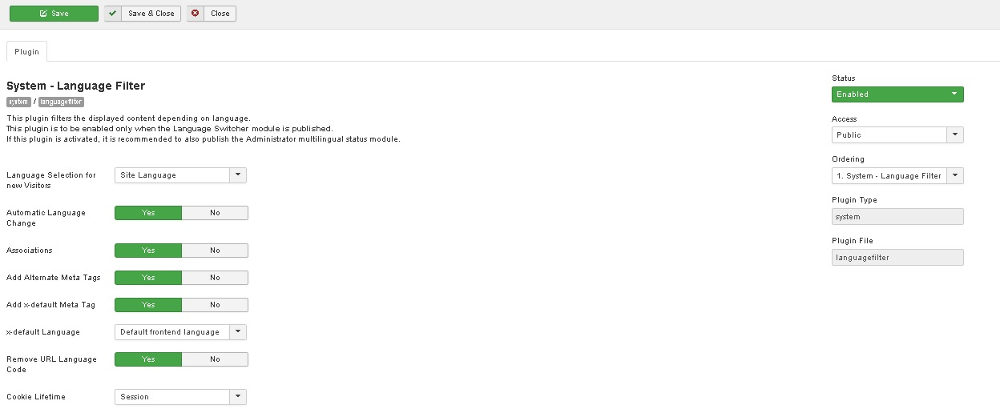 Save
Save & Close
Close
Plugin
System - Language Filter
system / languagefilter
This plugin filters the displayed content depending on language.
This plugin is to be enabled only when the Language Switcher module is published.
If this plugin is activated, it is recommended to also publish the Administrator multilingual status module.
Language Selection for
new Visitors
Site Language
Automatic Language
Change
Yes No
Associations
Yes No
Add Alternate Meta Tags
Yes No
Add x-default Meta Tag
Yes No
x-default Language
Default frontend language
Remove URL Language
Code
Yes No
Cookie Lifetime
Session
Status
Enabled
Access
Public
Ordering
1. System - Language Filter
Plugin Type
system
Plugin File
languagefilter